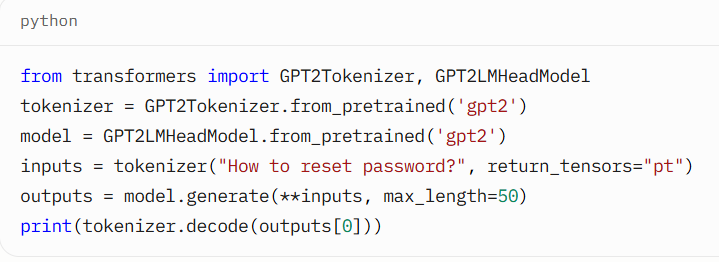 python
from transformers import GPT2Tokenizer, GPT2LMHeadModel
tokenizer = GPT2Tokenizer.from_pretrained('gpt2')
model = GPT2LMHeadModel.from_pretrained('gpt2')
inputs = tokenizer("How to reset password?", return_tensors="pt")
outputs = model.generate(**inputs, max_length=50)
print(tokenizer.decode(outputs[0]))